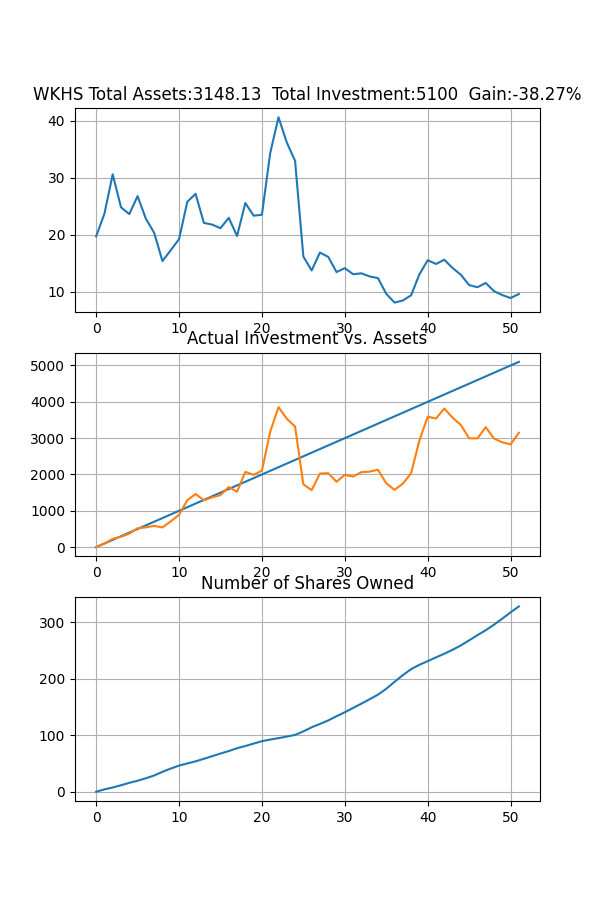 WKHS Total Assets:3148.13  Total Investment:5100  Gain:-38.27%
40
30
20
10
0 10 20 30 40 50
Actual Investment vs. Assets
5000
4000
3000
2000
1000
0
0 10 20 30 40 50
Number of Shares Owned
300
200
100
0
0 10 20 30 40 50